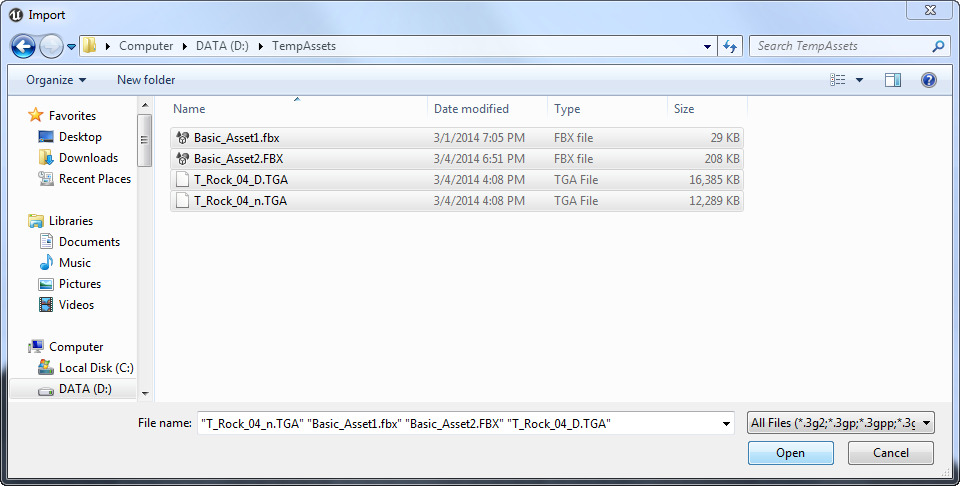 Import
Computer DATA (D:) TempAssets
Search TempAssets
Organize New folder
Name Date modified Type Size
Basic_Asset1.fbx 3/1/2014 7:05 PM FBX file 29 KB
Basic_Asset2.FBX 3/4/2014 6:51 PM FBX file 208 KB
T_Rock_04_D.TGA 3/4/2014 4:08 PM TGA File 16,385 KB
T_Rock_04_n.TGA 3/4/2014 4:08 PM TGA File 12,289 KB
Favorites
Desktop
Downloads
Recent Places
Libraries
Documents
Music
Pictures
Videos
Computer
Local Disk (C:)
DATA (D:)
File name: "T_Rock_04_n.TGA" "Basic_Asset1.fbx" "Basic_Asset2.FBX" "T_Rock_04_D.TGA"
All Files (*.3g2;*.3gp;*.3gpp;*.3g
Open Cancel